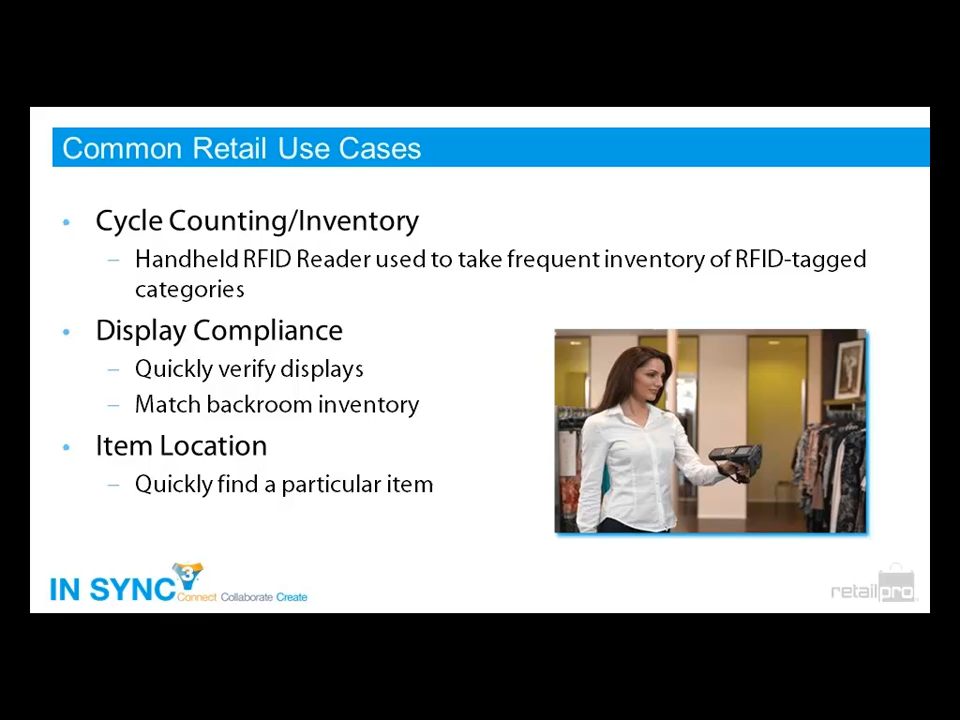 Common Retail Use Cases
• Cycle Counting/Inventory
– Handheld RFID Reader used to take frequent inventory of RFID-tagged
categories
• Display Compliance
– Quickly verify displays
– Match backroom inventory
• Item Location
– Quickly find a particular item
IN SYNC 3 Connect Collaborate Create
retailpro